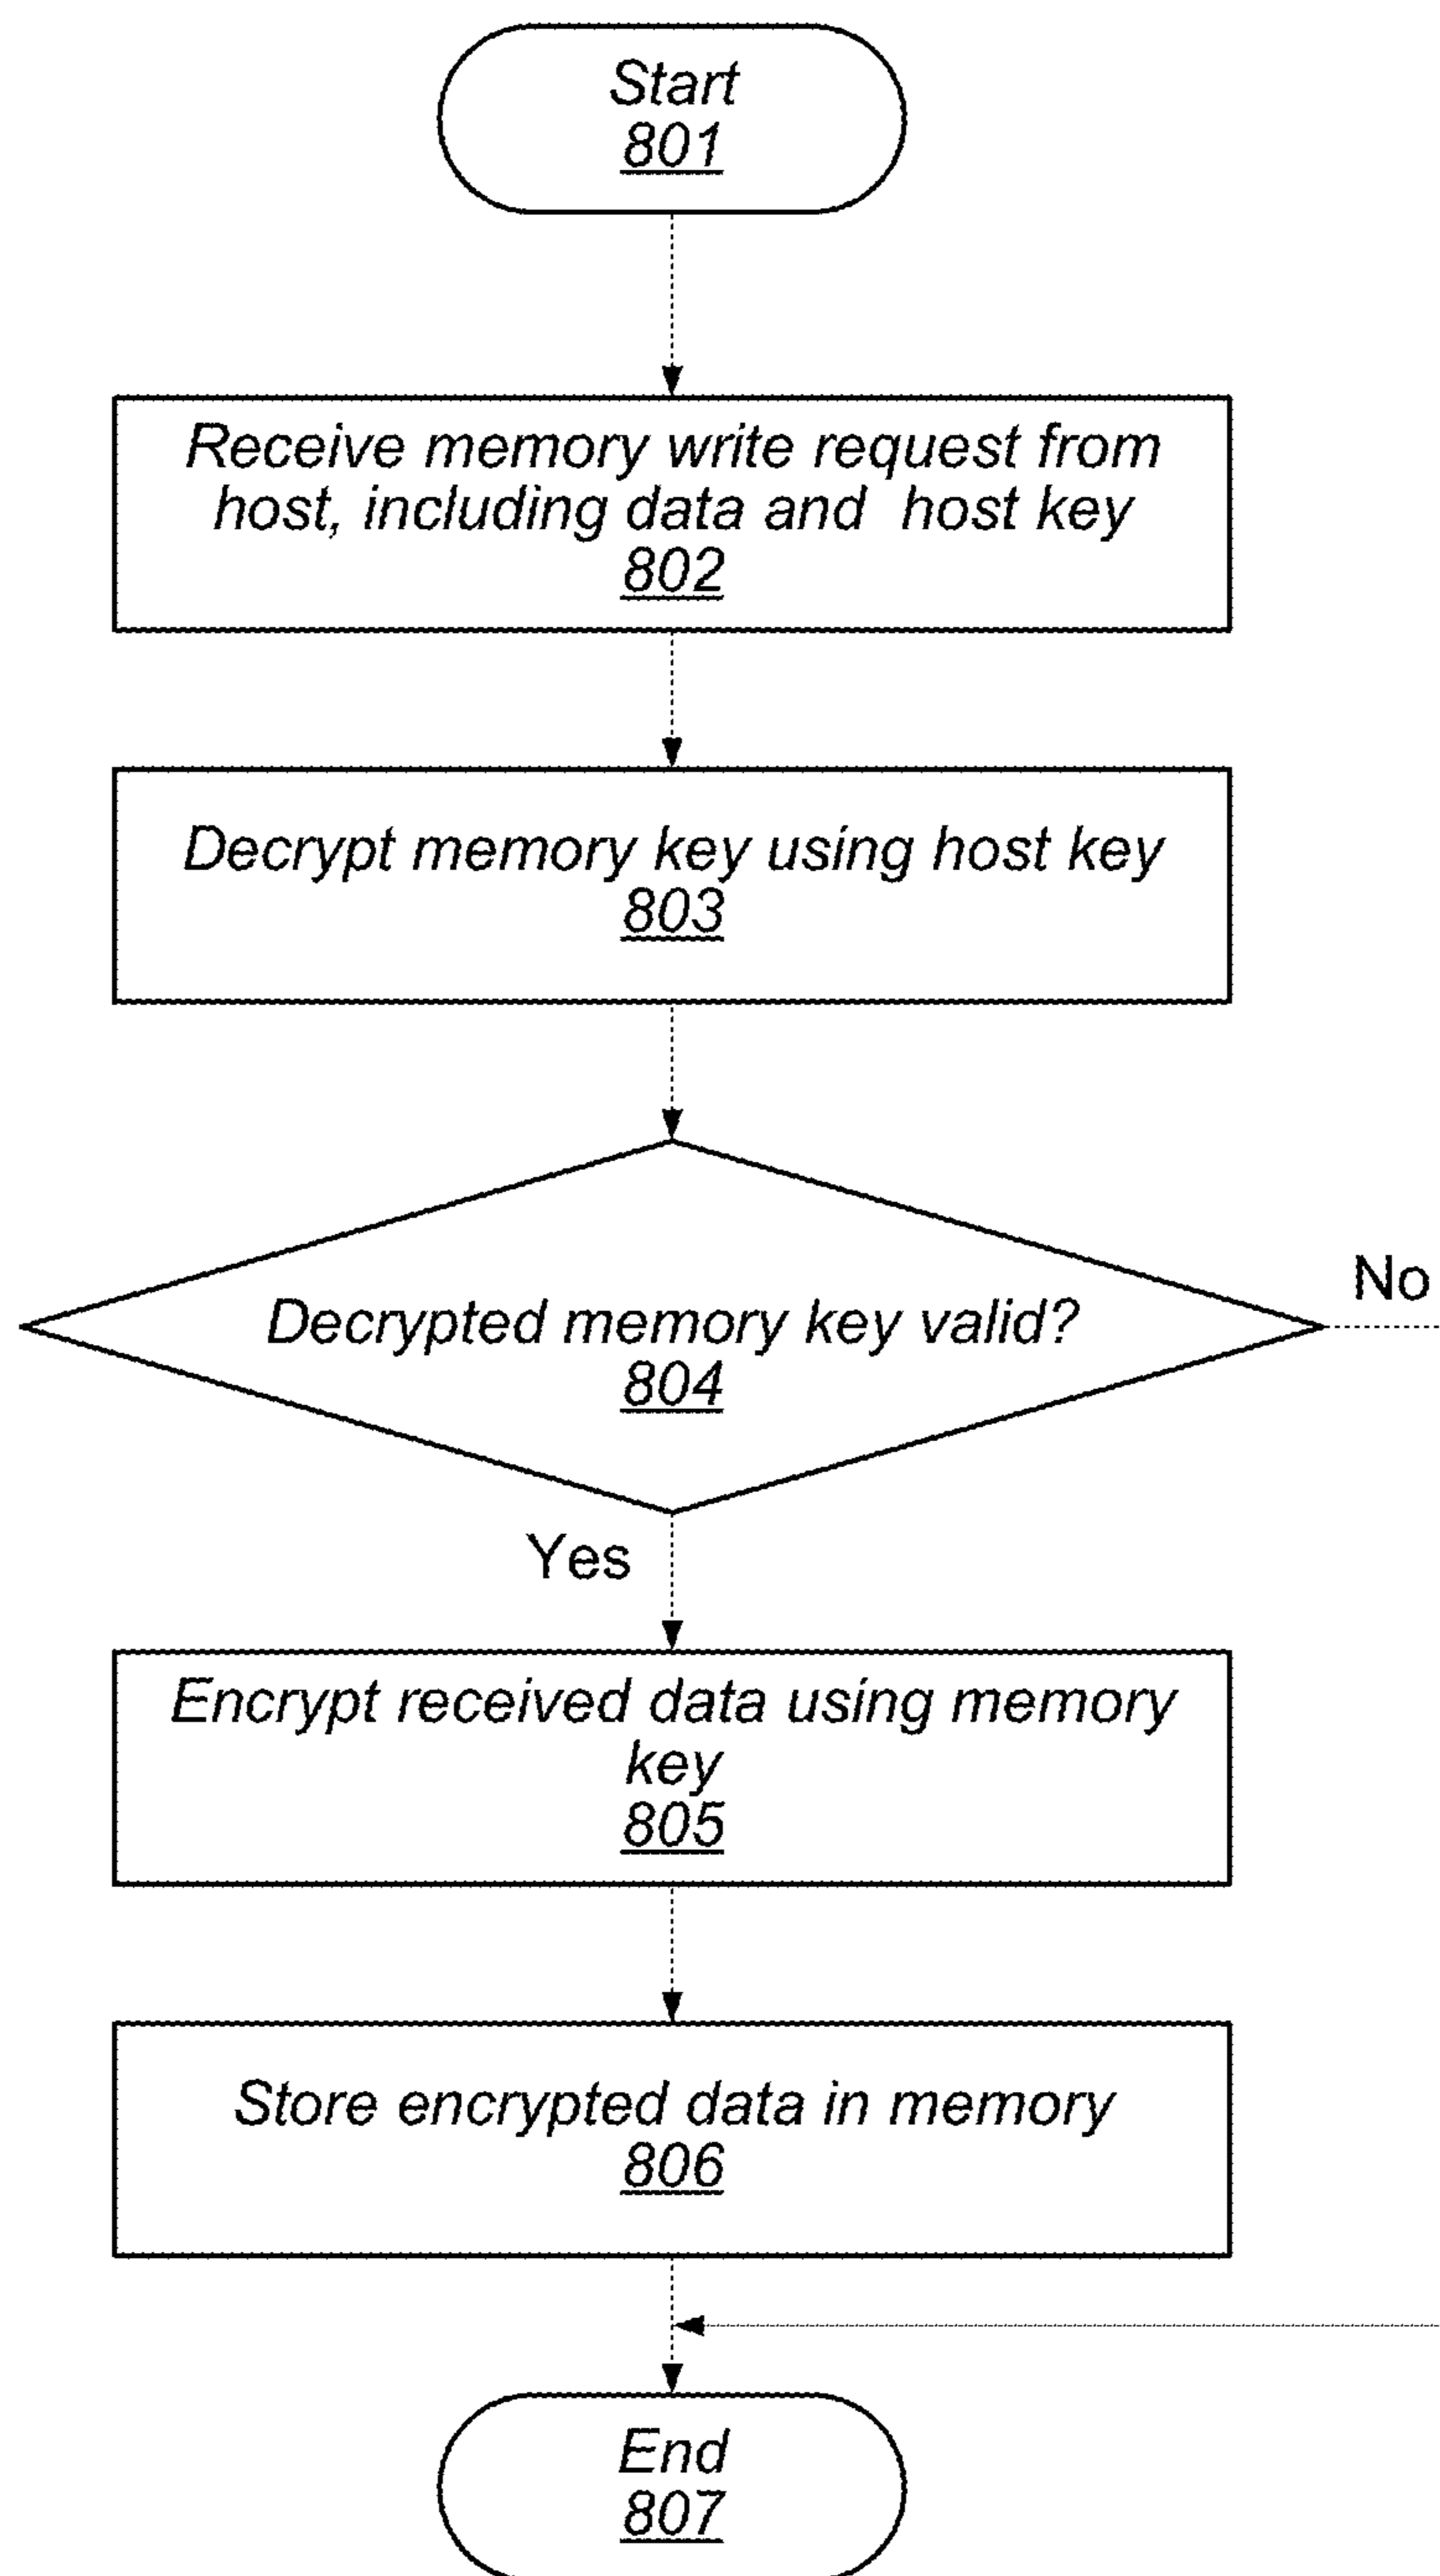 Start
801
Receive memory write request from
host, including data and host key
802
Decrypt memory key using host key
803
Decrypted memory key valid?
804
No
Yes
Encrypt received data using memory
key
805
Store encrypted data in memory
806
End
807